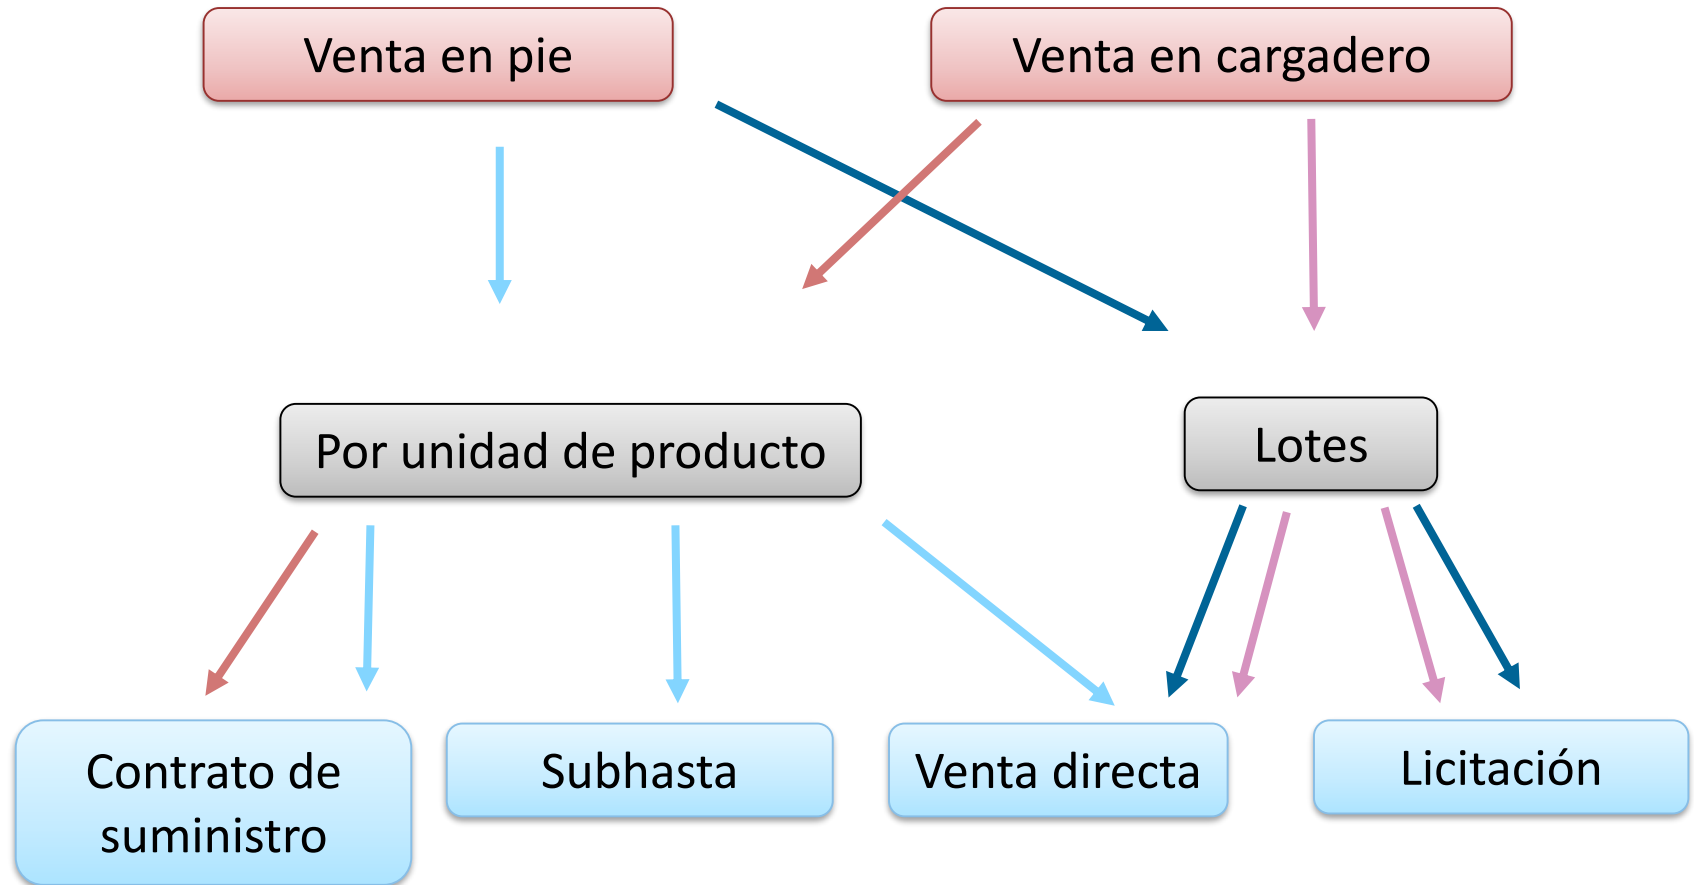 Venta en pie
Venta en cargadero
Por unidad de producto
Lotes
Contrato de
suministro
Subhasta
Venta directa
Licitación